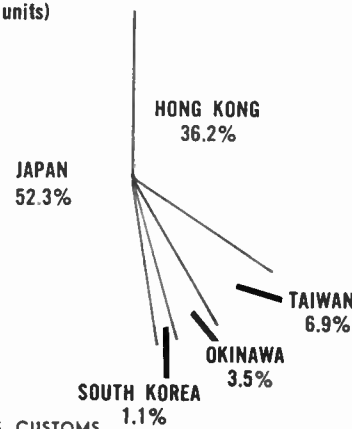 units)
HONG KONG
36.2%
JAPAN
52.3%
TAIWAN
6.9%
OKINAWA
3.5%
SOUTH KOREA
1.1%
CUSTOMS